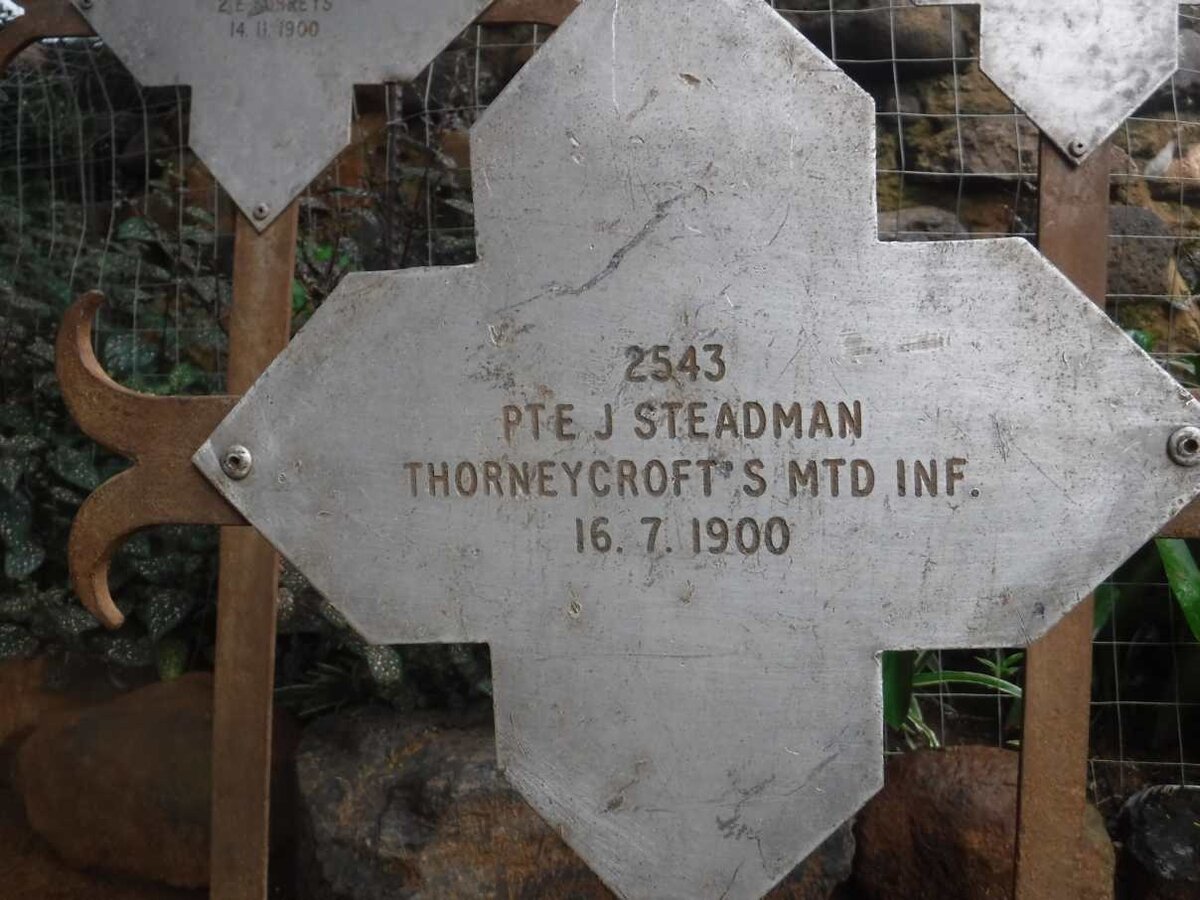 14. 11. 1900
2543
PTE J STEADMAN
THORNEYCROFT'S MTD INF.
16. 7. 1900